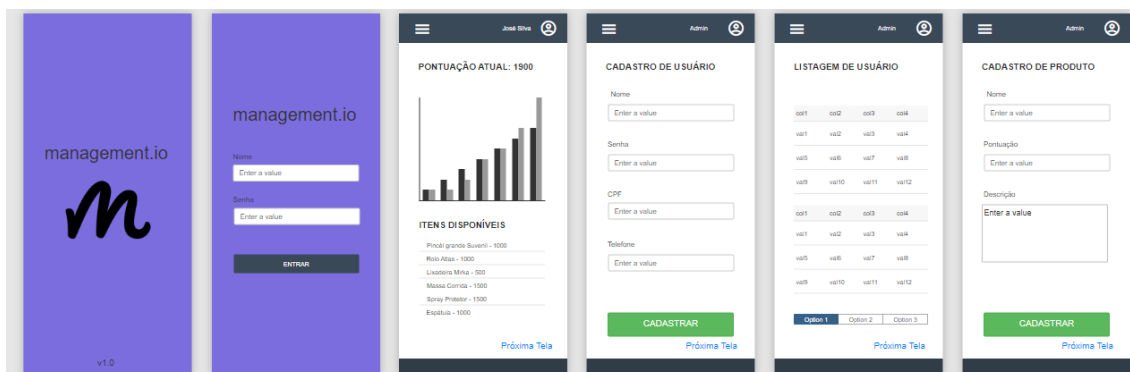 management.io
v1.0
management.io
Nome
Enter a value
Senha
Enter a value
ENTRAR
José Silva
PONTUAÇÃO ATUAL: 1900
ITENS DISPONÍVEIS
Pincél grande Suvenil - 1000
Rolo Atlas - 1000
Lixadeira Mirka - 500
Massa Corrida - 1500
Spray Protetor - 1500
Espátula - 1000
Próxima Tela
Admin
CADASTRO DE USUÁRIO
Nome
Enter a value
Senha
Enter a value
CPF
Enter a value
Telefone
Enter a value
CADASTRAR
Próxima Tela
Admin
LISTAGEM DE USUÁRIO
col1 col2 col3 col4
val1 val2 val3 val4
val5 val6 val7 val8
val9 val10 val11 val12
col1 col2 col3 col4
val1 val2 val3 val4
val5 val6 val7 val8
val9 val10 val11 val12
Option 1 Option 2 Option 3
Próxima Tela
Admin
CADASTRO DE PRODUTO
Nome
Enter a value
Pontuação
Enter a value
Descrição
Enter a value
CADASTRAR
Próxima Tela